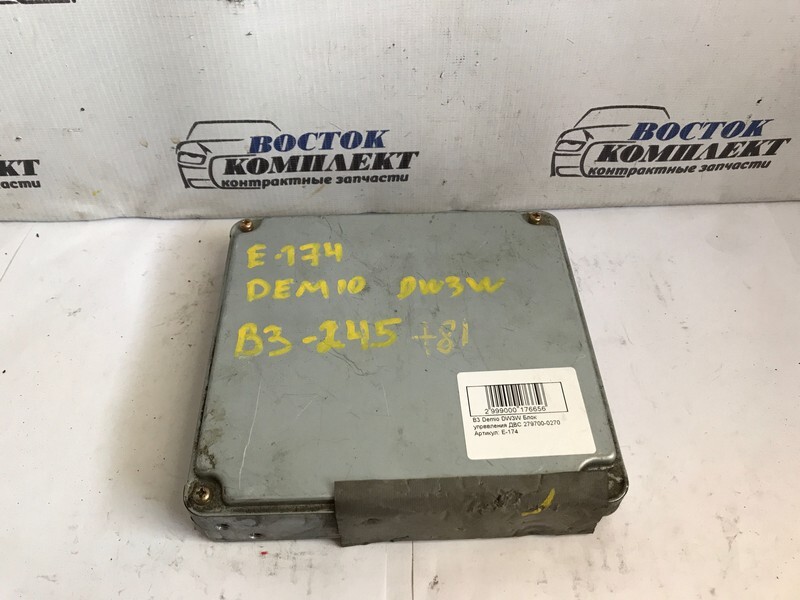 ВОСТОК
КОМПЛЕКТ
контрактные запчасти
ВОСТОК
КОМПЛЕКТ
контрактные запчасти
E-174
DEMIO DW3W
B3-245 +81
2 999000 176656
B3 Demio DW3W Блок
управления ДВС 279700-0270
Артикул: E-174